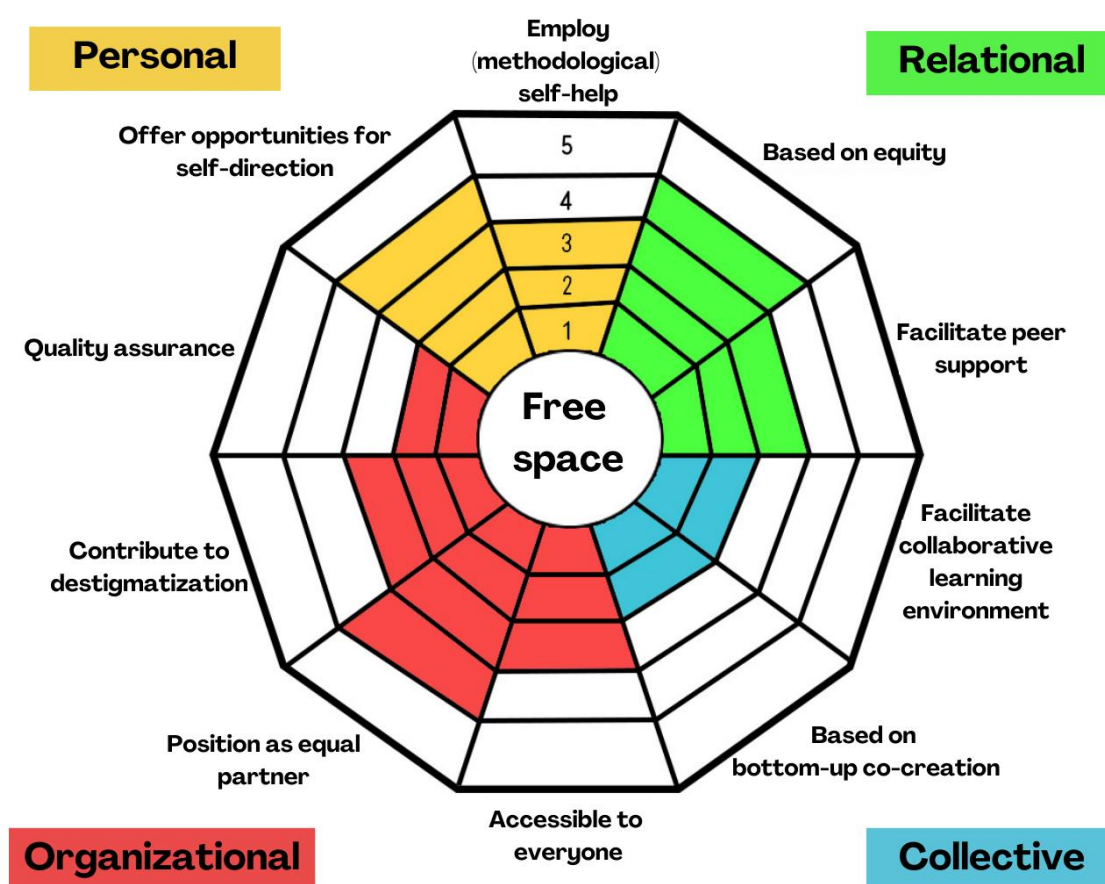 Personal
Employ
(methodological)
self-help
Relational
Offer opportunities for
self-direction
Based on equity
5
4
3
2
1
Quality assurance
Facilitate peer
support
Free
space
Contribute to
destigmatization
Facilitate
collaborative
learning
environment
Position as equal
partner
Based on
bottom-up co-creation
Accessible to
everyone
Organizational
Collective